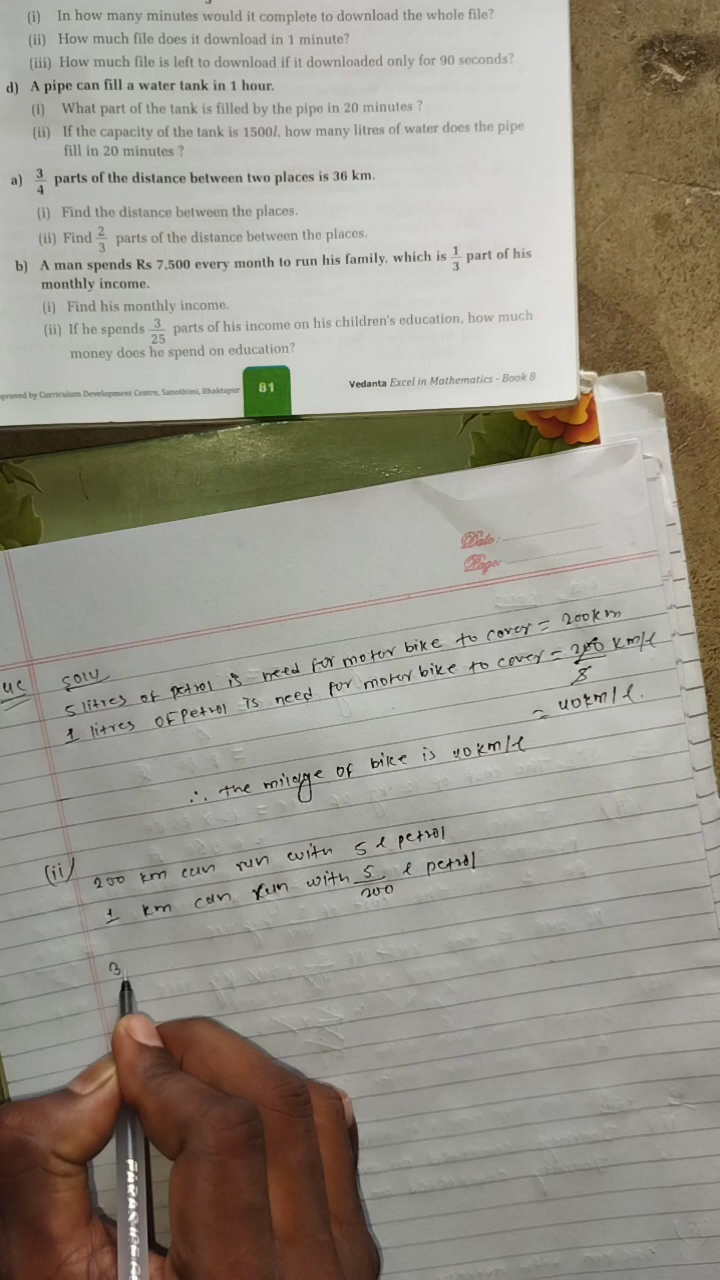 (i) In how many minutes would it complete to download the whole file?
(ii) How much file does it download in 1 minute?
(iii) How much file is left to download if it downloaded only for 90 seconds?
d) A pipe can fill a water tank in 1 hour.
(i) What part of the tank is filled by the pipe in 20 minutes ?
(ii) If the capacity of the tank is 1500l, how many litres of water does the pipe
fill in 20 minutes ?
a) 3/4 parts of the distance between two places is 36 km.
(i) Find the distance between the places.
(ii) Find 2/3 parts of the distance between the places.
b) A man spends Rs 7,500 every month to run his family, which is 1/3 part of his
monthly income.
(i) Find his monthly income.
(ii) If he spends 3/25 parts of his income on his children's education, how much
money does he spend on education?
by Curriculum Development Centre, Sanothimi, Bhaktapur 81 Vedanta Excel in Mathematics - Book 8
Date:
Page:
4c solu
5 litres of petrol is need for motor bike to cover = 200km
1 litres of petrol is need for motor bike to cover = 200/5 km/l
= 40km/l.
∴ the milage of bike is 40km/l
(ii) 200 km can run with 5 l petrol
1 km can run with 5/200 l petrol
3